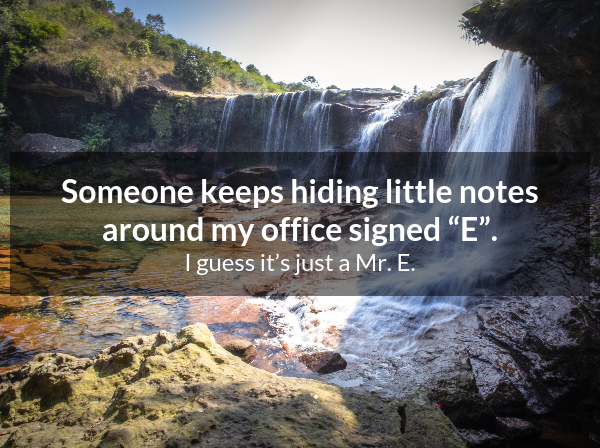 Someone keeps hiding little notes
around my office signed “E”.
I guess it’s just a Mr. E.